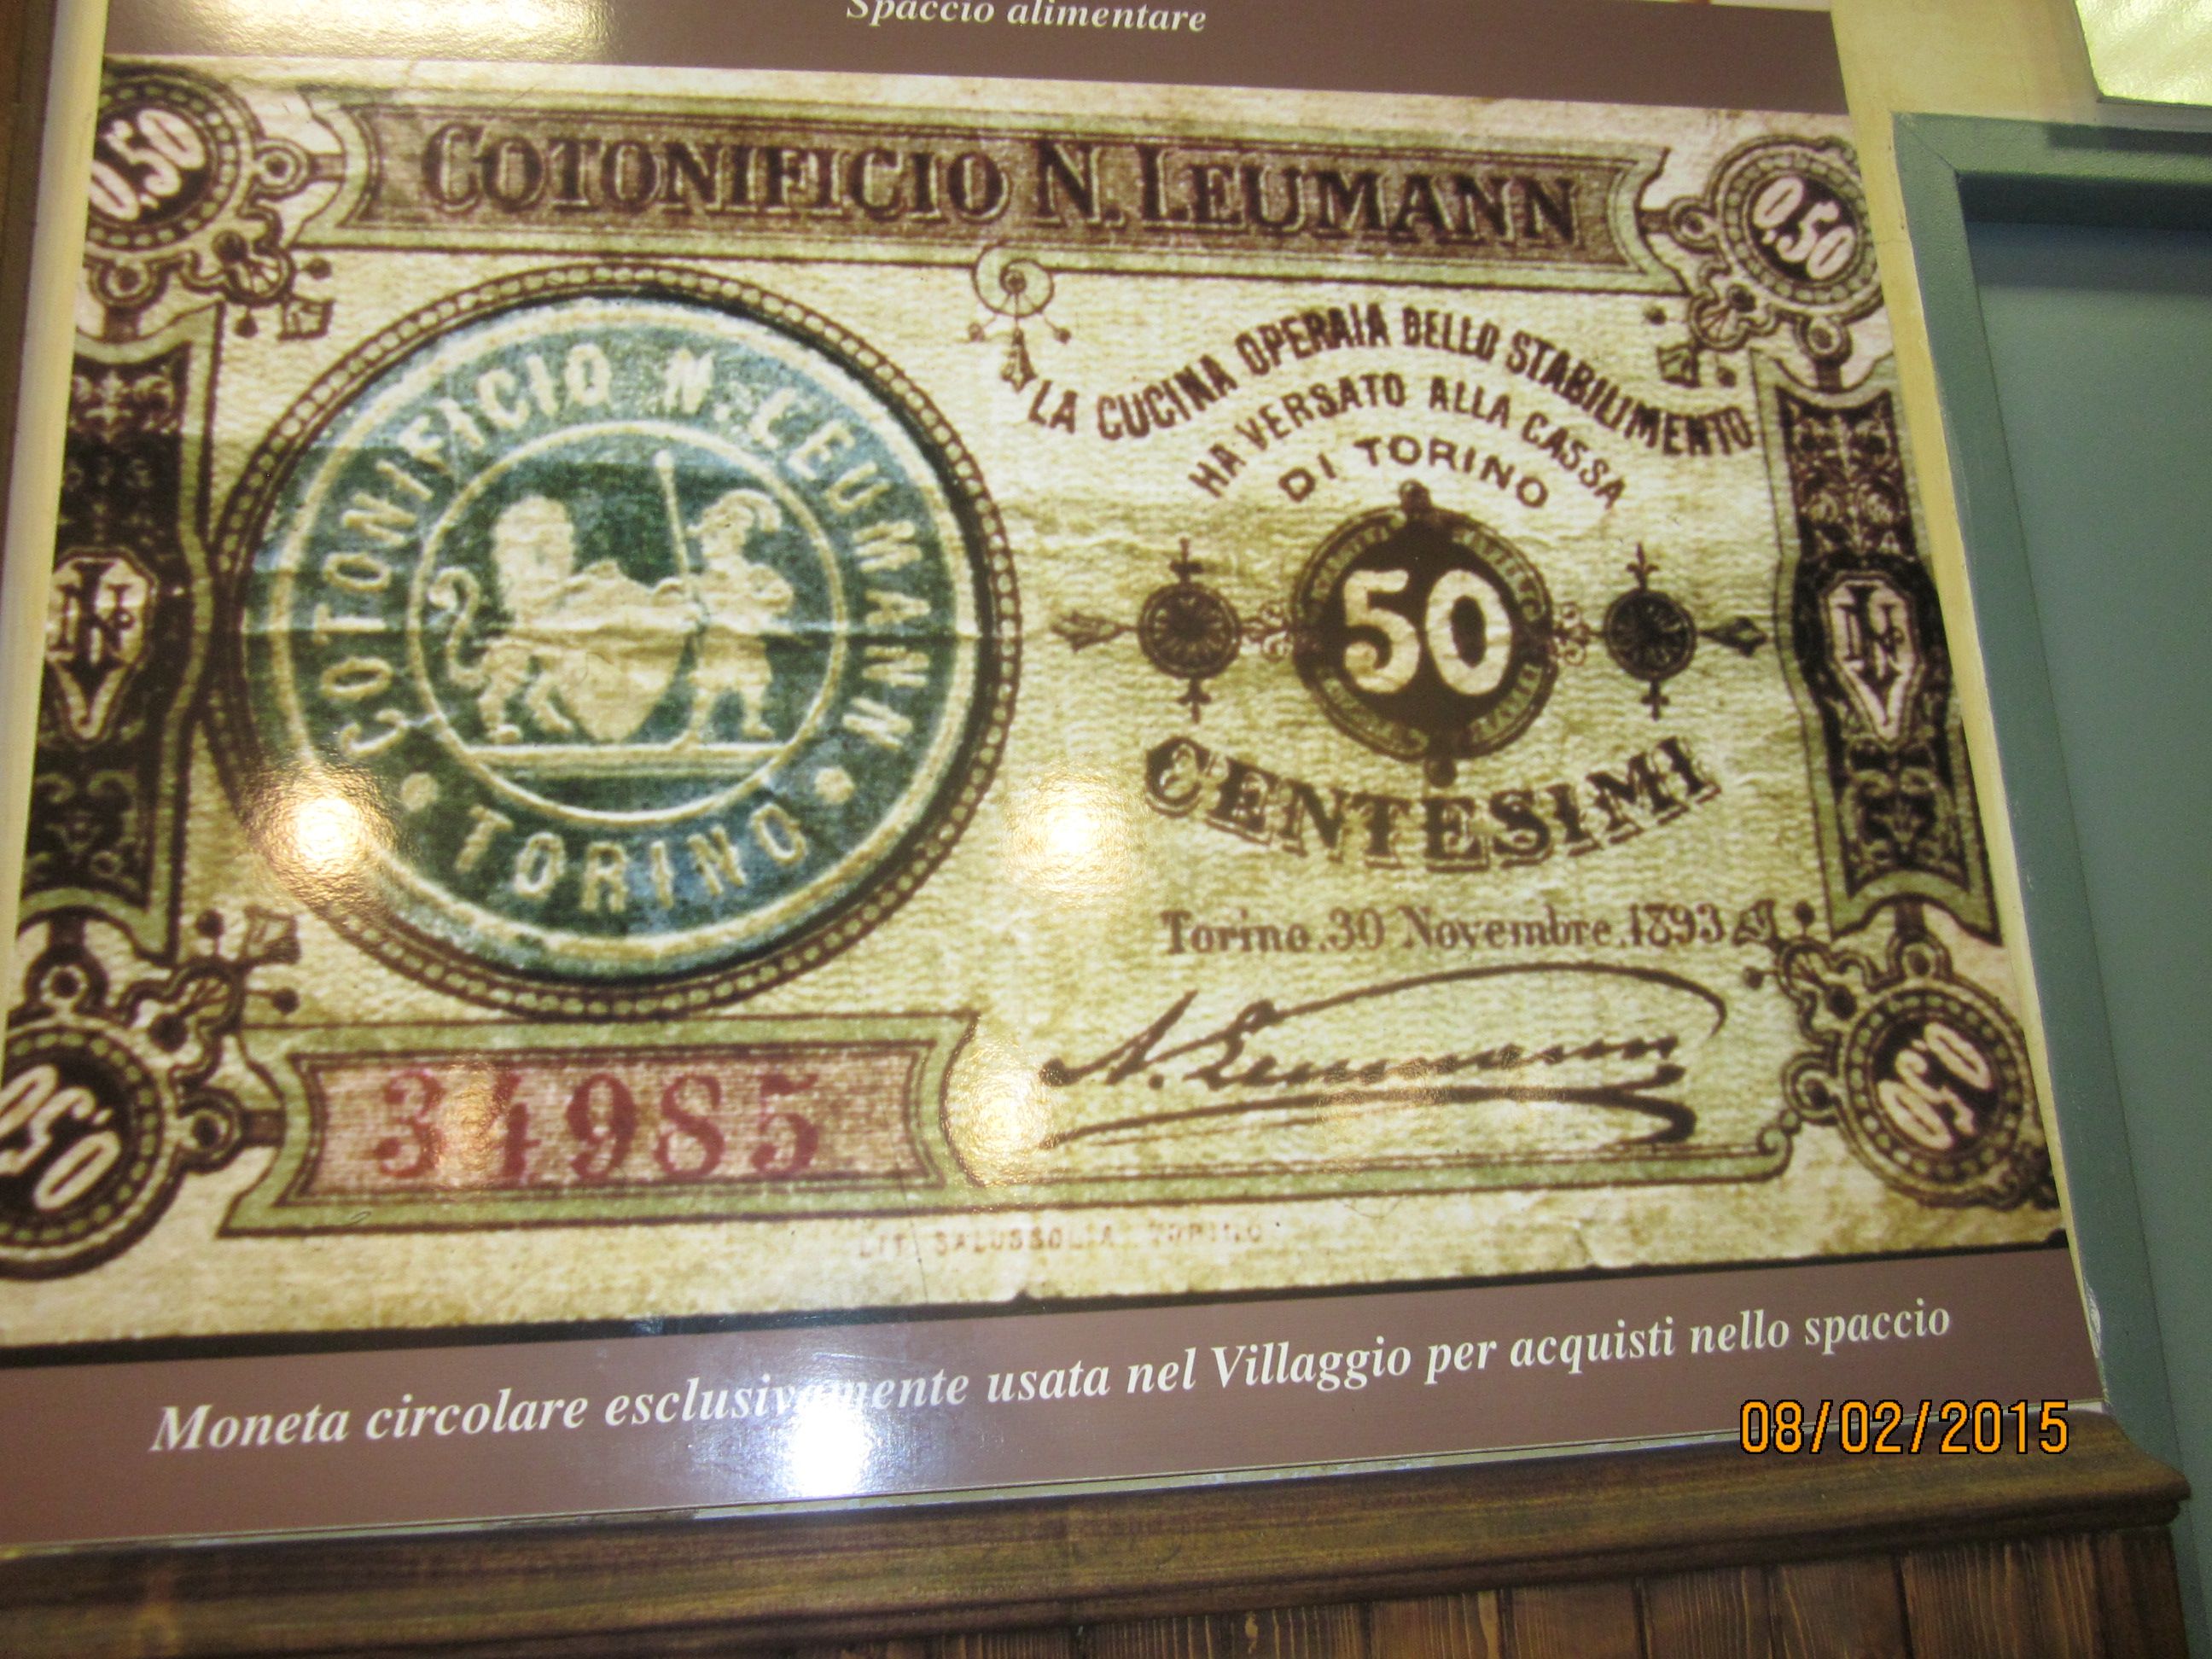 Spaccio alimentare
COTONIFICIO N. LEUMANN
0.50
0.50
COTONIFICIO N. LEUMANN
TORINO
LA CUCINA OPERAIA DELLO STABILIMENTO
HA VERSATO ALLA CASSA
DI TORINO
50
CENTESIMI
Torino.30 Novembre.1893
N. Leumann
34985
0.50
0.50
LIT. SALUSSOLIA TORINO
Moneta circolare esclusivamente usata nel Villaggio per acquisti nello spaccio
08/02/2015